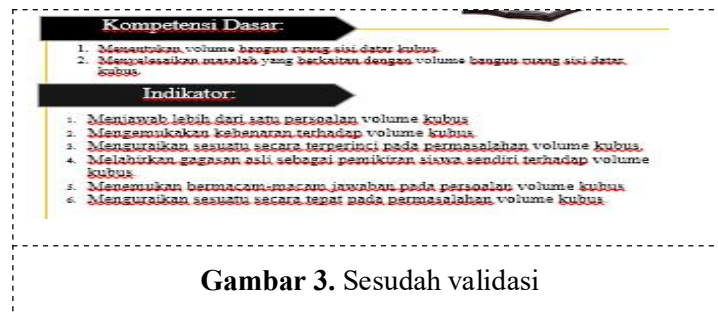 Kompetensi Dasar:
1. Menentukan volume bangun ruang sisi datar kubus
2. Menyelesaikan masalah yang berkaitan dengan volume bangun ruang sisi datar
kubus.
Indikator:
1. Menjawab lebih dari satu persoalan volume kubus
2. Mengemukakan kebenaran terhadap volume kubus
3. Menguraikan sesuatu secara terperinci pada permasalahan volume kubus.
4. Melahirkan gagasan asli sebagai pemikiran siswa sendiri terhadap volume
kubus.
5. Menemukan bermacam-macam jawaban pada persoalan volume kubus
6. Menguraikan sesuatu secara tepat pada permasalahan volume kubus
Gambar 3. Sesudah validasi